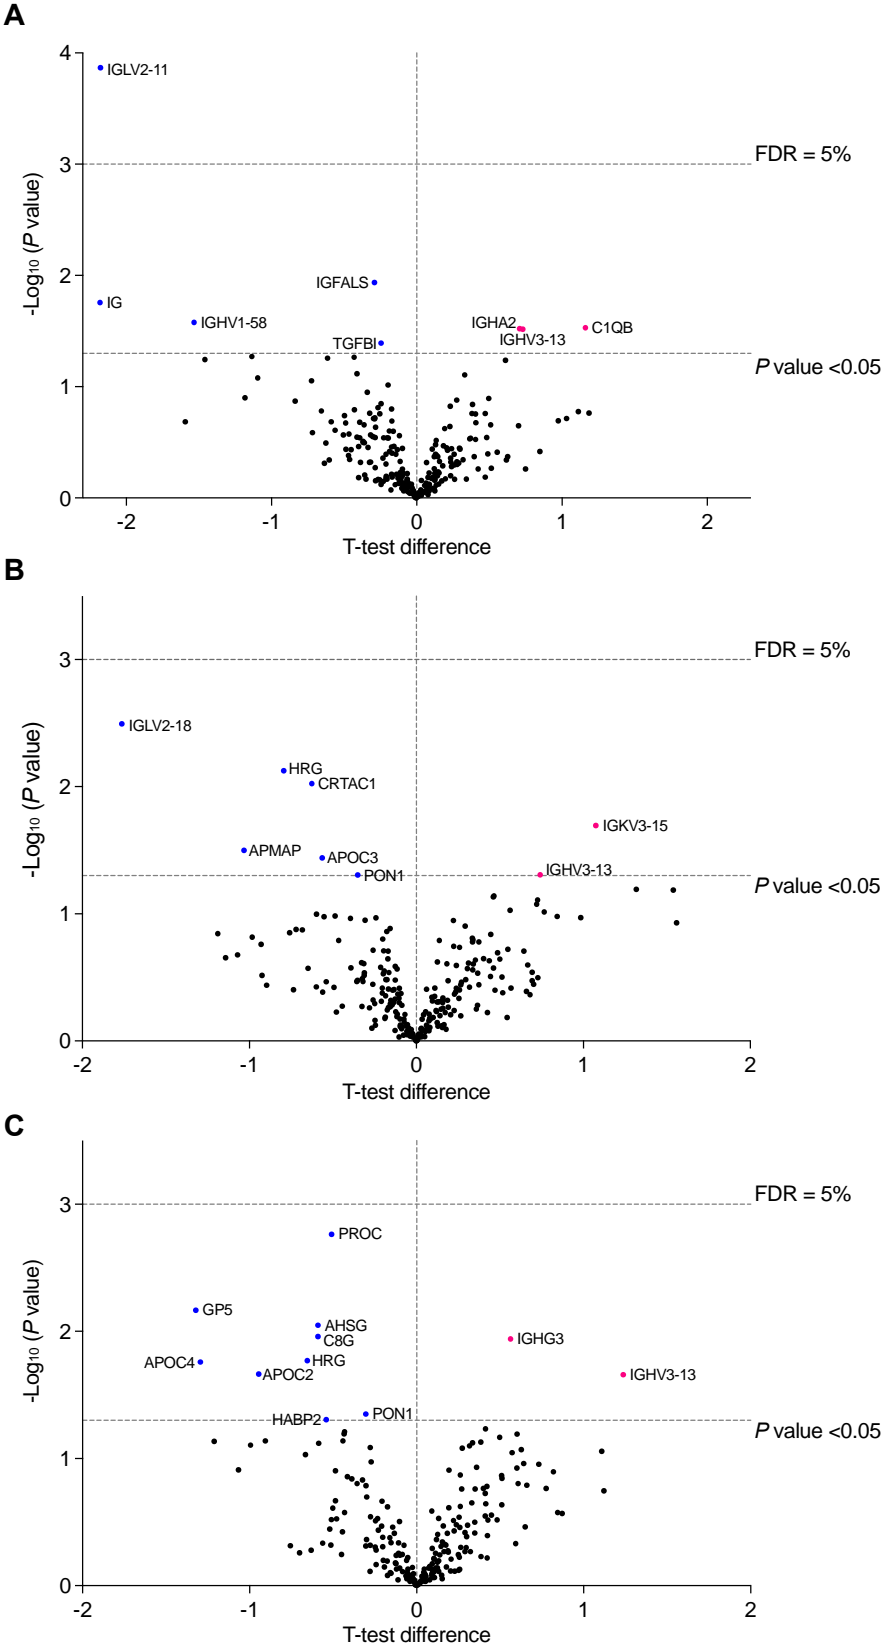 A
4
IGLV2-11
3
FDR = 5%
-Log10 (P value)
2
IGFALS
IG
IGHV1-58
IGHA2
C1QB
TGFBI
IGHV3-13
P value <0.05
1
0
-2 -1 0 1 2
T-test difference
B
3
FDR = 5%
IGLV2-18
-Log10 (P value)
HRG
CRTAC1
2
IGKV3-15
APMAP
APOC3
IGHV3-13
PON1
P value <0.05
1
0
-2 -1 0 1 2
T-test difference
C
3
FDR = 5%
PROC
-Log10 (P value)
GP5
AHSG
2
C8G
IGHG3
APOC4
HRG
APOC2
IGHV3-13
HABP2
PON1
P value <0.05
1
0
-2 -1 0 1 2
T-test difference